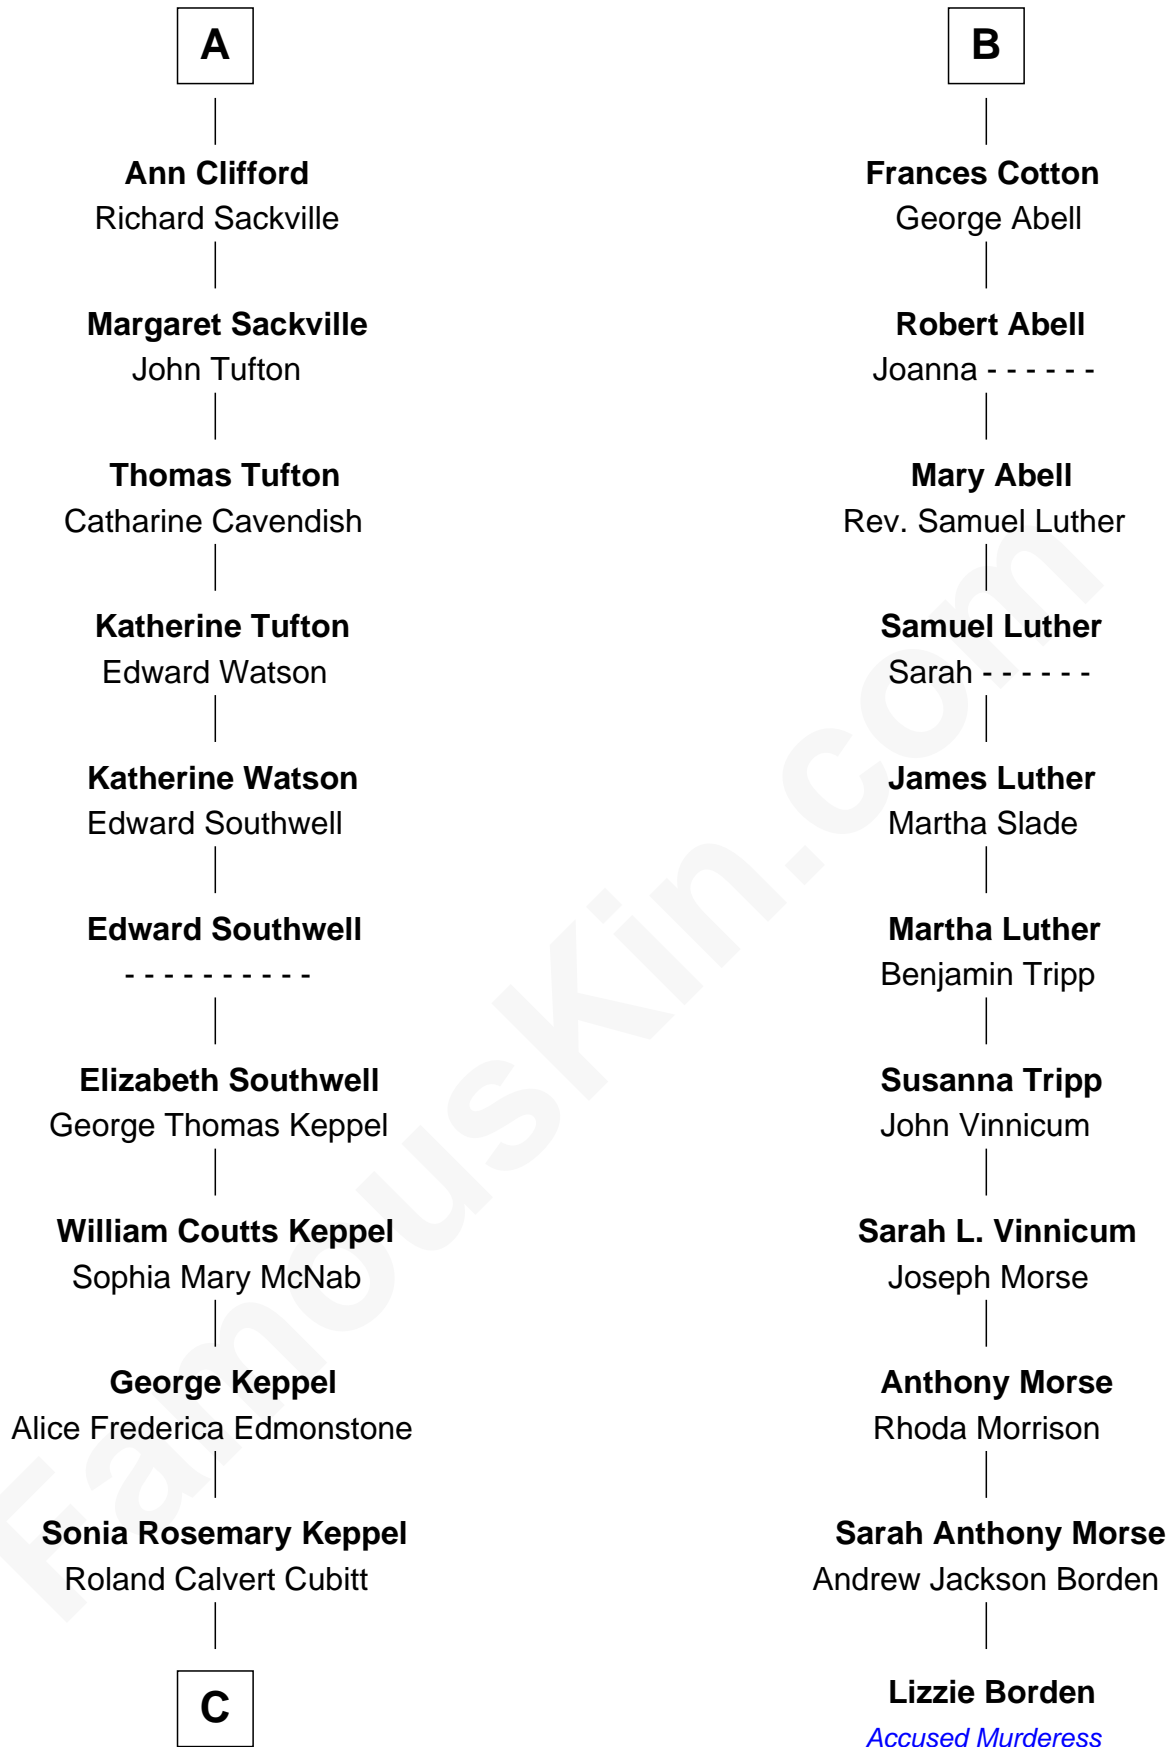 A
Ann Clifford
Richard Sackville
Margaret Sackville
John Tufton
Thomas Tufton
Catharine Cavendish
Katherine Tufton
Edward Watson
Katherine Watson
Edward Southwell
Edward Southwell
- - - - - - - - - -
Elizabeth Southwell
George Thomas Keppel
William Coutts Keppel
Sophia Mary McNab
George Keppel
Alice Frederica Edmonstone
Sonia Rosemary Keppel
Roland Calvert Cubitt
C
B
Frances Cotton
George Abell
Robert Abell
Joanna - - - - - -
Mary Abell
Rev. Samuel Luther
Samuel Luther
Sarah - - - - - -
James Luther
Martha Slade
Martha Luther
Benjamin Tripp
Susanna Tripp
John Vinnicum
Sarah L. Vinnicum
Joseph Morse
Anthony Morse
Rhoda Morrison
Sarah Anthony Morse
Andrew Jackson Borden
Lizzie Borden
Accused Murderess
FamousKin.com